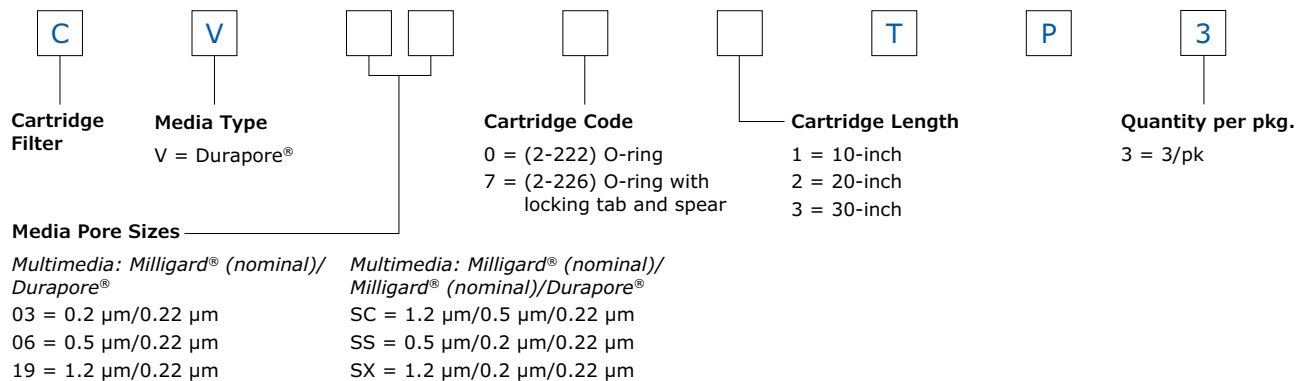 C V T P 3
Cartridge
Filter
Media Type
V = Durapore®
Cartridge Code
0 = (2-222) O-ring
7 = (2-226) O-ring with
locking tab and spear
Cartridge Length
1 = 10-inch
2 = 20-inch
3 = 30-inch
Quantity per pkg.
3 = 3/pk
Media Pore Sizes
Multimedia: Milligard® (nominal)/
Durapore®
03 = 0.2 µm/0.22 µm
06 = 0.5 µm/0.22 µm
19 = 1.2 µm/0.22 µm
Multimedia: Milligard® (nominal)/
Milligard® (nominal)/Durapore®
SC = 1.2 µm/0.5 µm/0.22 µm
SS = 0.5 µm/0.2 µm/0.22 µm
SX = 1.2 µm/0.2 µm/0.22 µm